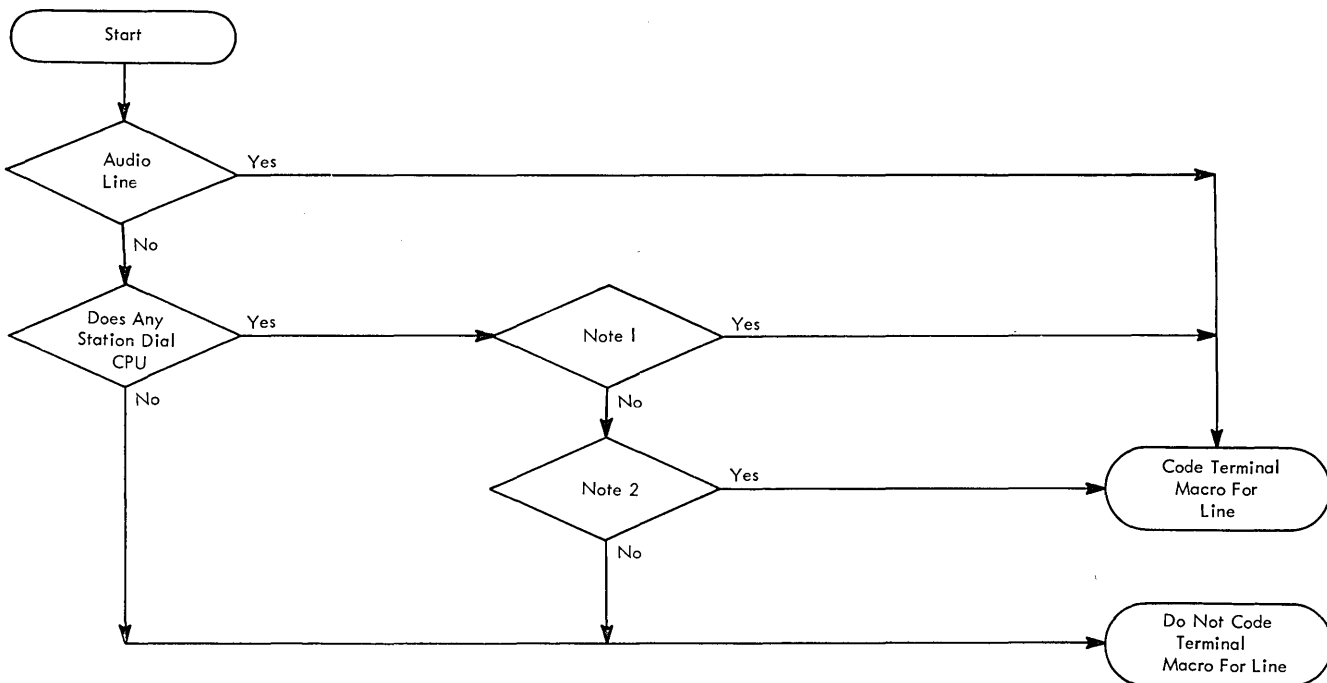 Start
Audio
Line
Yes
No
Does Any
Station Dial
CPU
Yes
Note 1
Yes
No
No
Note 2
Yes
Code Terminal
Macro For
Line
No
Do Not Code
Terminal
Macro For Line